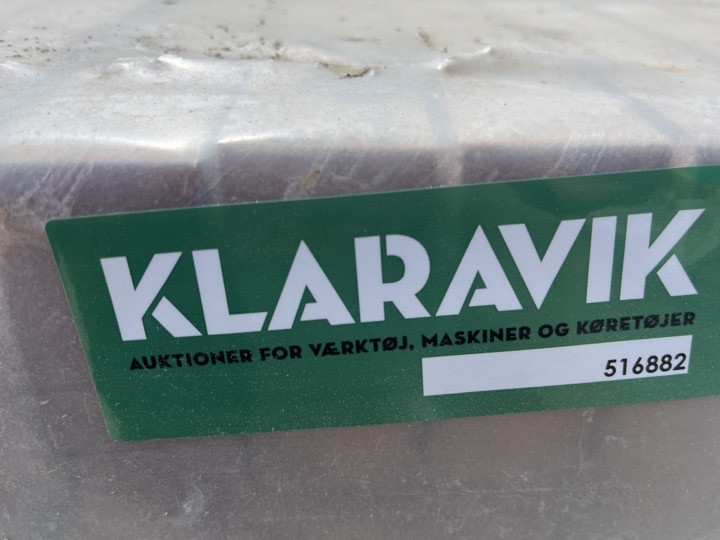 KLARAVIK
AUKTIONER FOR VÆRKTØJ, MASKINER OG KØRETØJER
516882